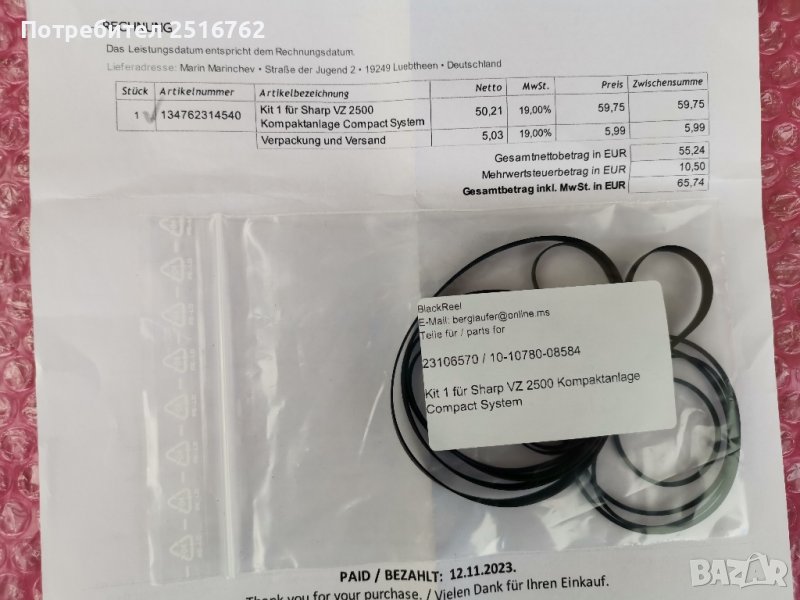 Потребител 2516762
RECHNUNG
Das Leistungsdatum entspricht dem Rechnungsdatum.
Lieferadresse: Marin Marinchev • Straße der Jugend 2 • 19249 Luebtheen • Deutschland
Stück Artikelnummer Artikelbezeichnung Netto MwSt. Preis Zwischensumme
1 134762314540 Kit 1 für Sharp VZ 2500 50,21 19,00% 59,75 59,75
Kompaktanlage Compact System
Verpackung und Versand 5,03 19,00% 5,99 5,99
Gesamtnettobetrag in EUR 55,24
Mehrwertsteuerbetrag in EUR 10,50
Gesamtbetrag inkl. MwSt. in EUR 65,74
BlackReel
E-Mail: berglaufer@online.ms
Teile für / parts for
23106570 / 10-10780-08584
Kit 1 für Sharp VZ 2500 Kompaktanlage
Compact System
PAID / BEZAHLT: 12.11.2023.
Thank you for your purchase. / Vielen Dank für Ihren Einkauf.
BAZAR